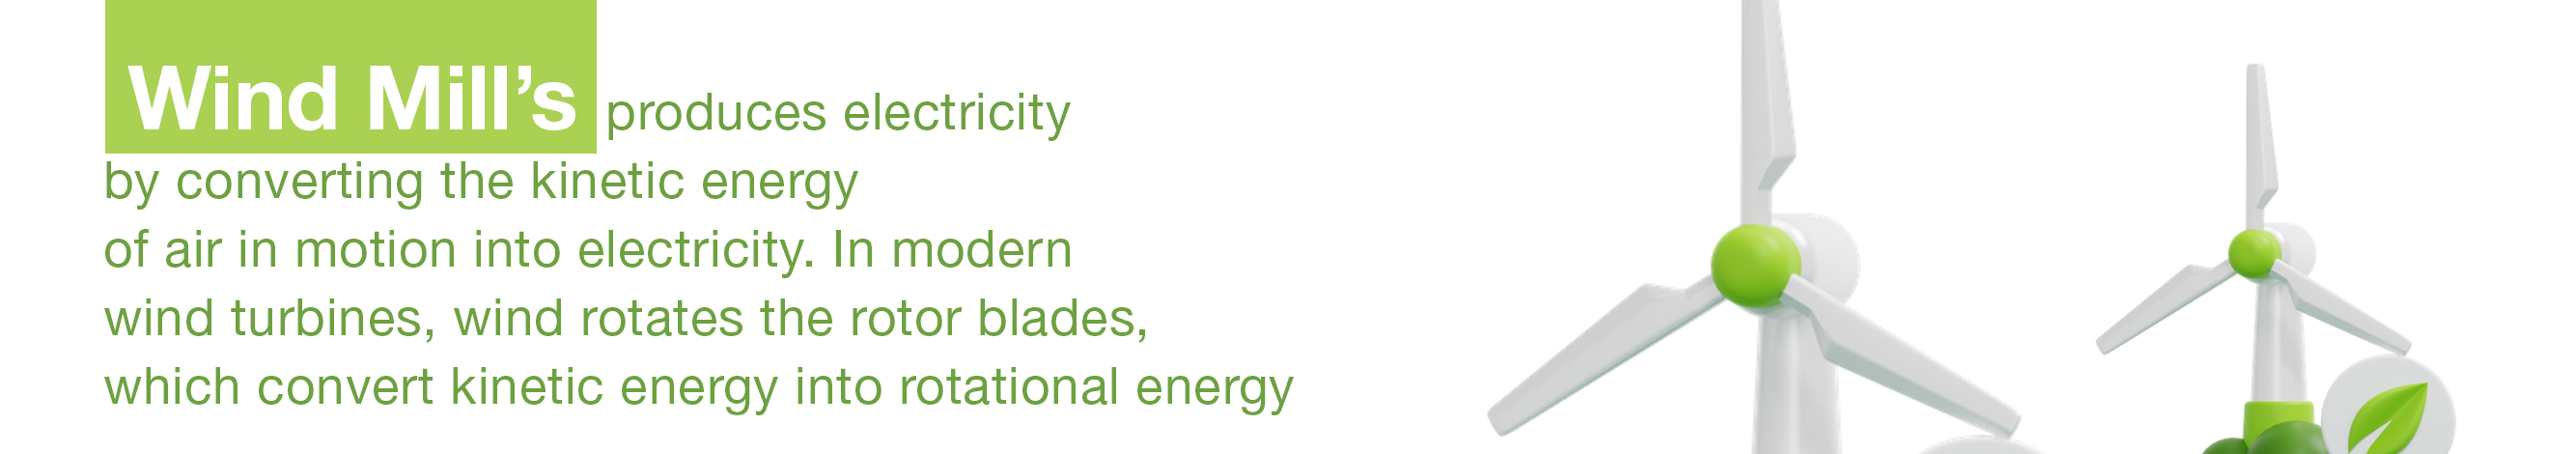 Wind Mill’s produces electricity
by converting the kinetic energy
of air in motion into electricity. In modern
wind turbines, wind rotates the rotor blades,
which convert kinetic energy into rotational energy